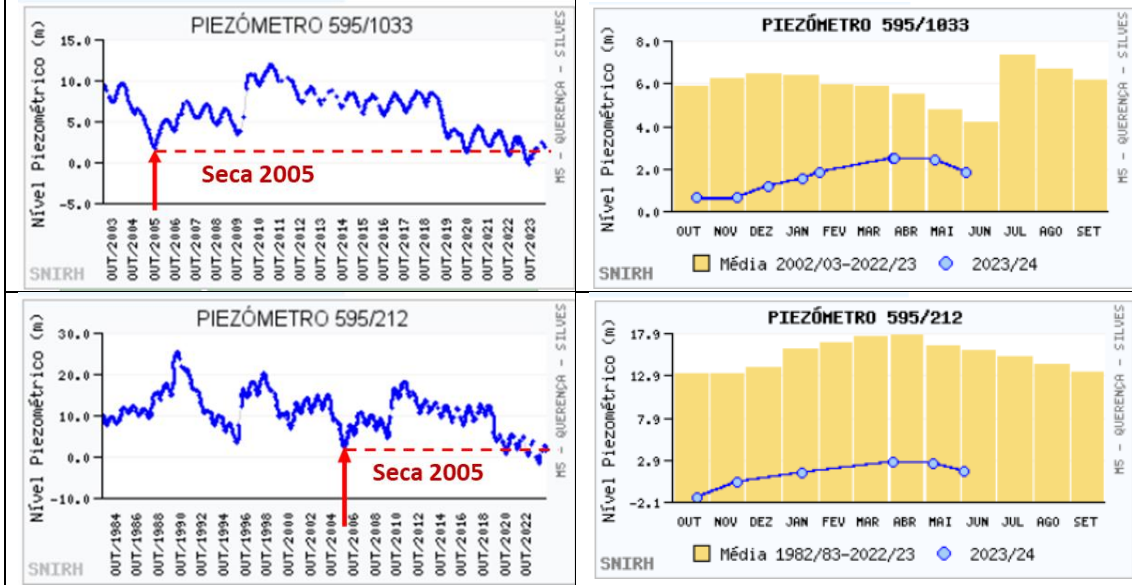 PIEZÓMETRO 595/1033
Nível Piezométrico (m)
15.0
10.0
5.0
0.0
-5.0
Seca 2005
OUT/2003 OUT/2004 OUT/2005 OUT/2006 OUT/2007 OUT/2008 OUT/2009 OUT/2010 OUT/2011 OUT/2012 OUT/2013 OUT/2014 OUT/2015 OUT/2016 OUT/2017 OUT/2018 OUT/2019 OUT/2020 OUT/2021 OUT/2022 OUT/2023
SNIRH
M5 - QUERENÇA - SILVES
PIEZÓMETRO 595/1033
Nível Piezométrico (m)
8.0
6.0
4.0
2.0
0.0
OUT NOV DEZ JAN FEV MAR ABR MAI JUN JUL AGO SET
Média 2002/03-2022/23 2023/24
SNIRH
M5 - QUERENÇA - SILVES
PIEZÓMETRO 595/212
Nível Piezométrico (m)
30.0
20.0
10.0
0.0
-10.0
Seca 2005
OUT/1984 OUT/1986 OUT/1988 OUT/1990 OUT/1992 OUT/1994 OUT/1996 OUT/1998 OUT/2000 OUT/2002 OUT/2004 OUT/2006 OUT/2008 OUT/2010 OUT/2012 OUT/2014 OUT/2016 OUT/2018 OUT/2020 OUT/2022
SNIRH
M5 - QUERENÇA - SILVES
PIEZÓMETRO 595/212
Nível Piezométrico (m)
17.9
12.9
7.9
2.9
-2.1
OUT NOV DEZ JAN FEV MAR ABR MAI JUN JUL AGO SET
Média 1982/83-2022/23 2023/24
SNIRH
M5 - QUERENÇA - SILVES